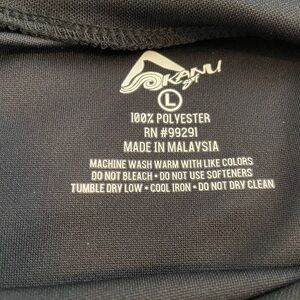 KANU
SRF
L
100% POLYESTER
RN #99291
MADE IN MALAYSIA
MACHINE WASH WARM WITH LIKE COLORS
DO NOT BLEACH • DO NOT USE SOFTENERS
TUMBLE DRY LOW • COOL IRON • DO NOT DRY CLEAN